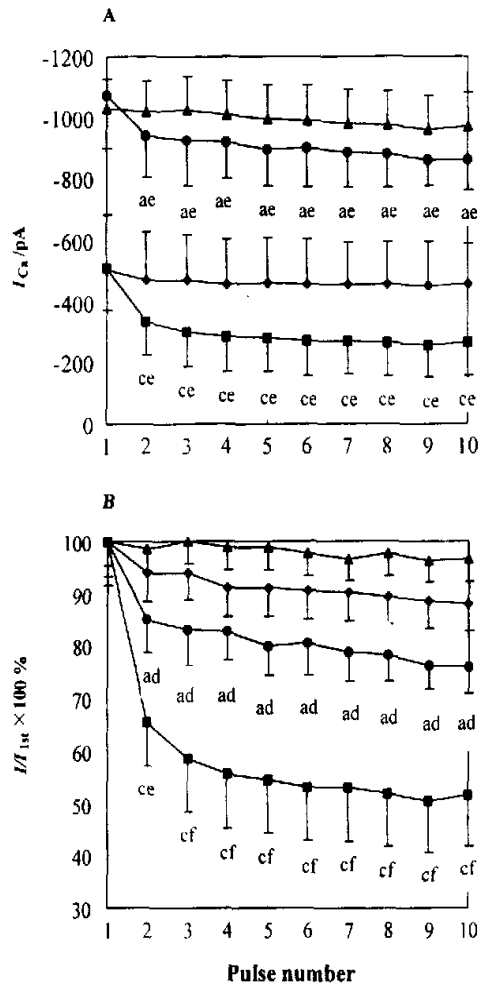 A
-1200
-1000
-800
-600
-400
-200
0
I Ca /pA
ae ae ae ae ae ae ae ae ae
ce ce ce ce ce ce ce ce ce
1 2 3 4 5 6 7 8 9 10
B
100
90
80
70
60
50
40
30
I/I 1st × 100 %
ad ad ad ad ad ad ad ad ad
ce cf cf cf cf cf cf cf cf
1 2 3 4 5 6 7 8 9 10
Pulse number